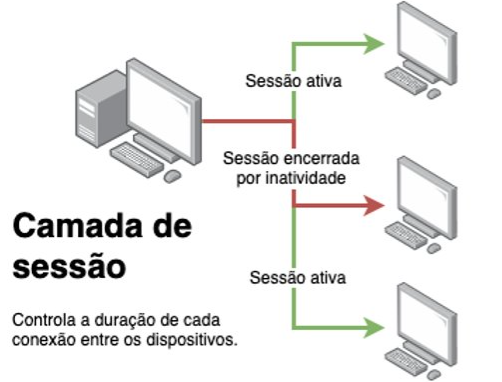 Sessão ativa
Sessão encerrada
por inatividade
Camada de
sessão
Sessão ativa
Controla a duração de cada
conexão entre os dispositivos.